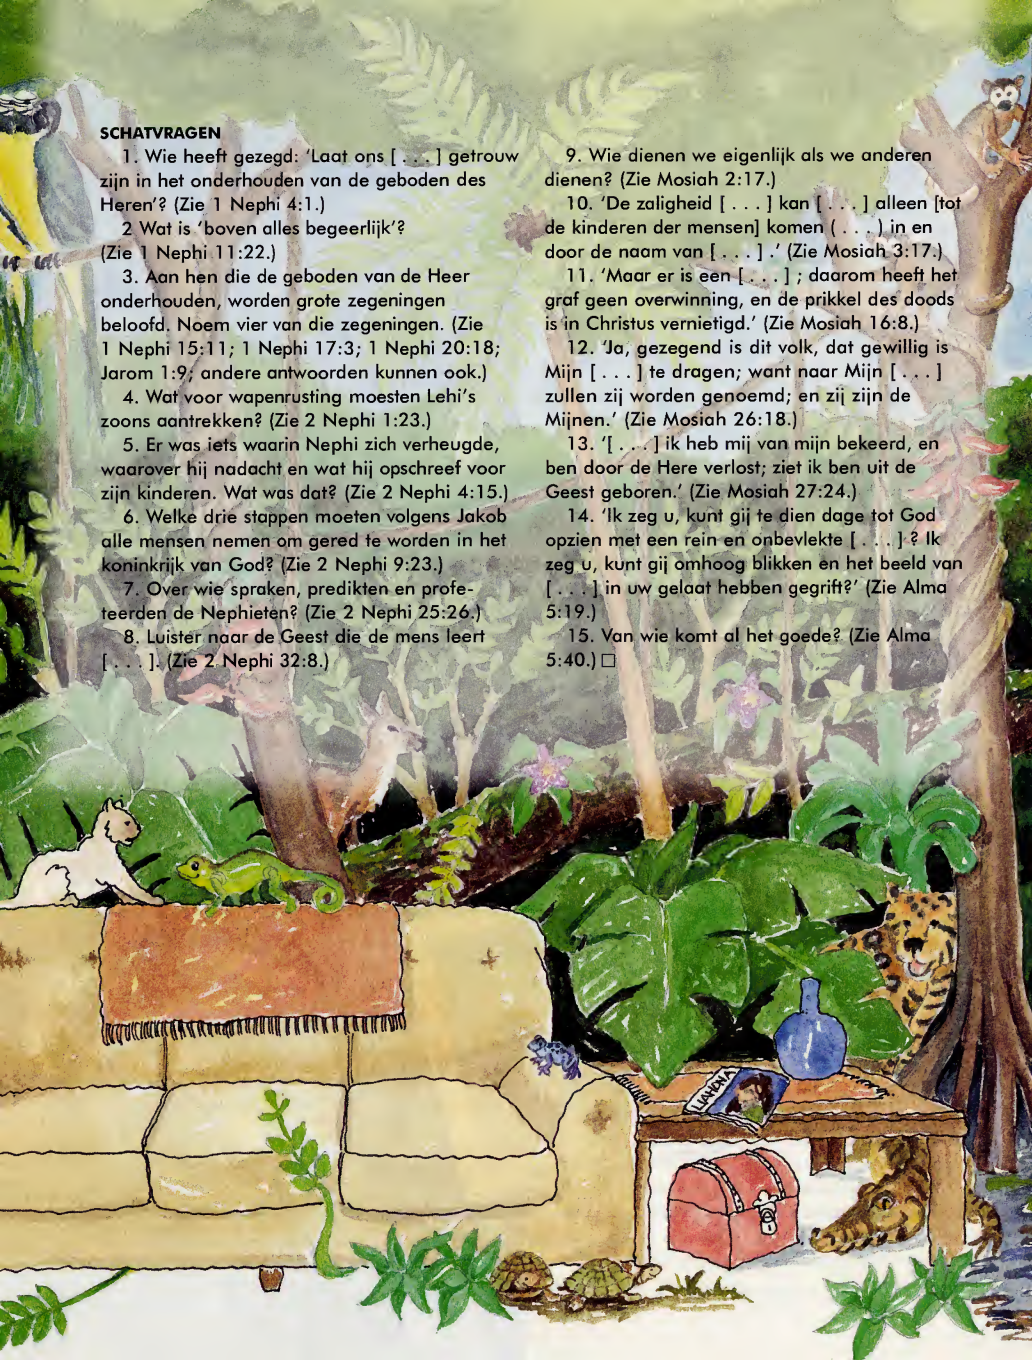 SCHATVRAGEN
1. Wie heeft gezegd: ‘Laat ons [ . . . ] getrouw
zijn in het onderhouden van de geboden des
Heren’? (Zie 1 Nephi 4:1.)
2 Wat is ‘boven alles begeerlijk’?
(Zie 1 Nephi 11:22.)
3. Aan hen die de geboden van de Heer
onderhouden, worden grote zegeningen
beloofd. Noem vier van die zegeningen. (Zie
1 Nephi 15:11; 1 Nephi 17:3; 1 Nephi 20:18;
Jarom 1:9; andere antwoorden kunnen ook.)
4. Wat voor wapenrusting moesten Lehi’s
zoons aantrekken? (Zie 2 Nephi 1:23.)
5. Er was iets waarin Nephi zich verheugde,
waarover hij nadacht en wat hij opschreef voor
zijn kinderen. Wat was dat? (Zie 2 Nephi 4:15.)
6. Welke drie stappen moeten volgens Jakob
alle mensen nemen om gered te worden in het
koninkrijk van God? (Zie 2 Nephi 9:23.)
7. Over wie spraken, predikten en profe-
teerden de Nephieten? (Zie 2 Nephi 25:26.)
8. Luister naar de Geest die de mens leert
[ . . . ]. (Zie 2 Nephi 32:8.)
9. Wie dienen we eigenlijk als we anderen
dienen? (Zie Mosiah 2:17.)
10. ‘De zaligheid [ . . . ] kan [ . . . ] alleen [tot
de kinderen der mensen] komen ( . . . ) in en
door de naam van [ . . . ] .’ (Zie Mosiah 3:17.)
11. ‘Maar er is een [ . . . ] ; daarom heeft het
graf geen overwinning, en de prikkel des doods
is in Christus vernietigd.’ (Zie Mosiah 16:8.)
12. ‘Ja, gezegend is dit volk, dat gewillig is
Mijn [ . . . ] te dragen; want naar Mijn [ . . . ]
zullen zij worden genoemd; en zij zijn de
Mijnen.’ (Zie Mosiah 26:18.)
13. ‘[ . . . ] ik heb mij van mijn bekeerd, en
ben door de Here verlost; ziet ik ben uit de
Geest geboren.’ (Zie Mosiah 27:24.)
14. ‘Ik zeg u, kunt gij te dien dage tot God
opzien met een rein en onbevlekte [ . . . ] ? Ik
zeg u, kunt gij omhoog blikken en het beeld van
[ . . . ] in uw gelaat hebben gegrift?’ (Zie Alma
5:19.)
15. Van wie komt al het goede? (Zie Alma
5:40.) □
LIAHONA